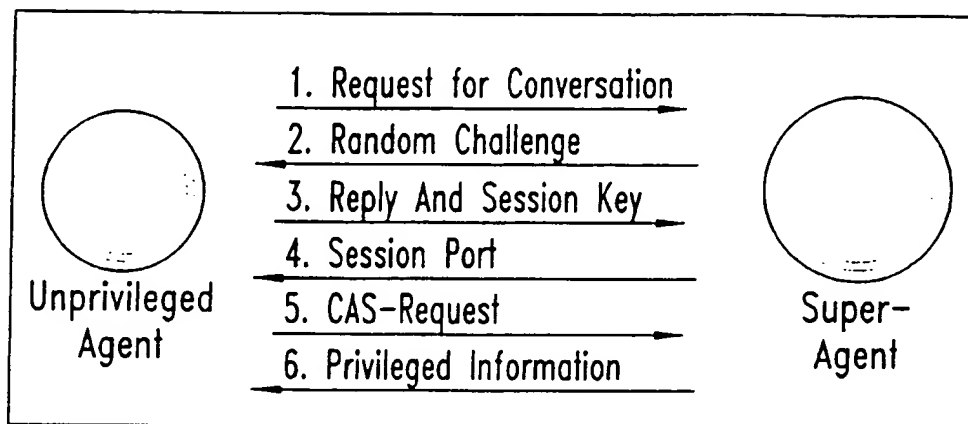 1. Request for Conversation
2. Random Challenge
3. Reply And Session Key
4. Session Port
5. CAS-Request
6. Privileged Information
Unprivileged
Agent
Super-
Agent